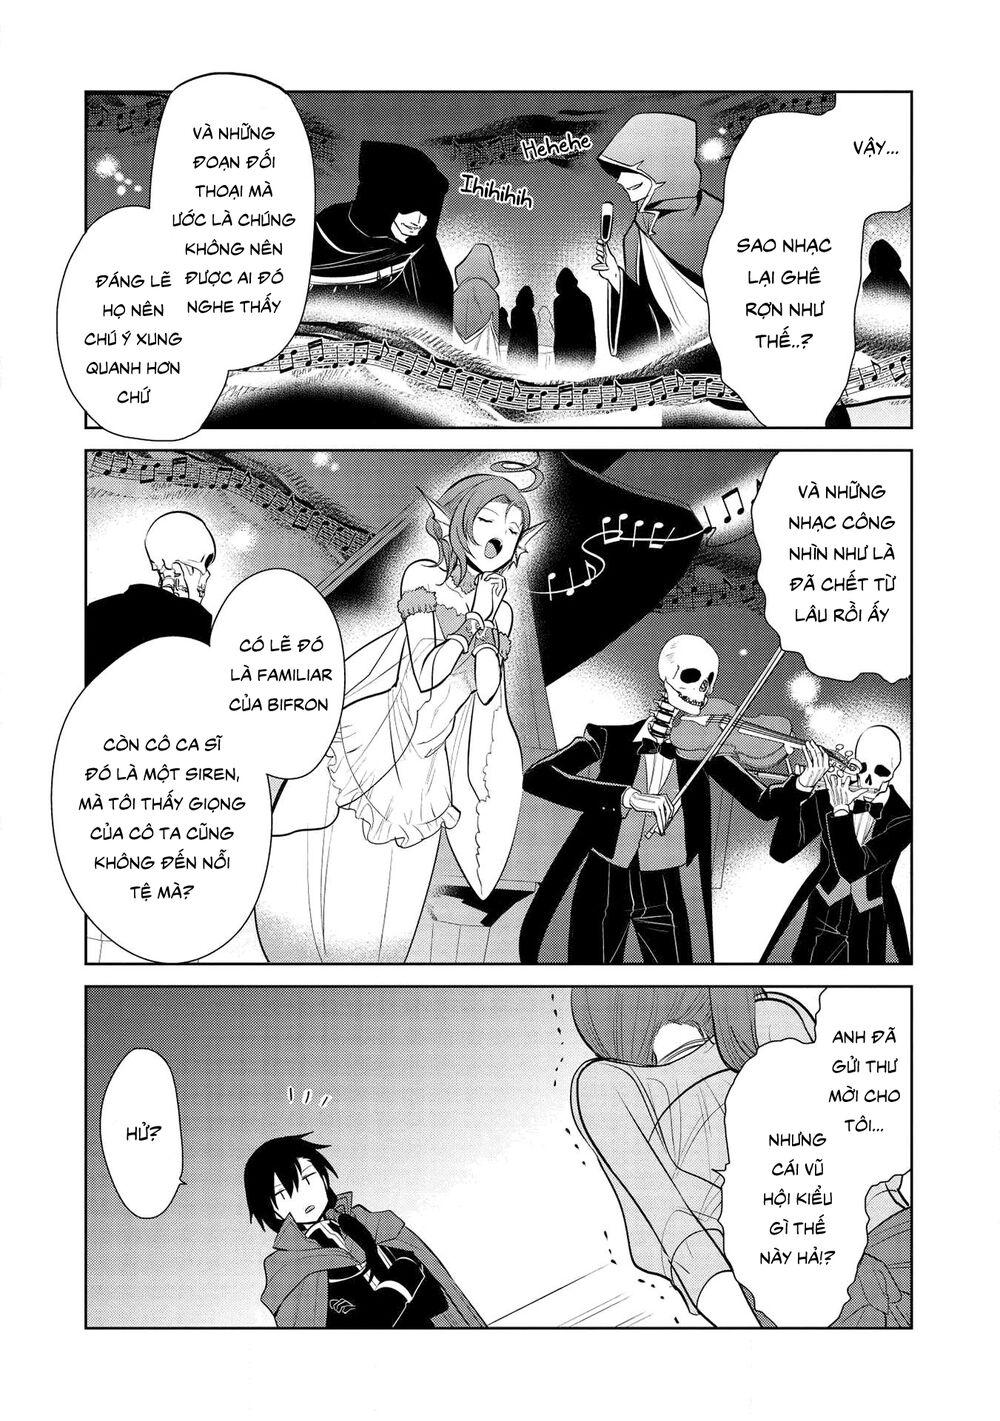 VẬY...
SAO NHẠC
LẠI GHÊ
RỢN NHƯ
THẾ..?
Hehehe
Ihihihih
VÀ NHỮNG
ĐOẠN ĐỐI
THOẠI MÀ
ƯỚC LÀ CHÚNG
KHÔNG NÊN
ĐƯỢC AI ĐÓ
NGHE THẤY
ĐÁNG LẼ
HỌ NÊN
CHÚ Ý XUNG
QUANH HƠN
CHỨ
VÀ NHỮNG
NHẠC CÔNG
NHÌN NHƯ LÀ
ĐÃ CHẾT TỪ
LÂU RỒI ẤY
CÓ LẼ ĐÓ
LÀ FAMILIAR
CỦA BIFRON
CÒN CÔ CA SĨ
ĐÓ LÀ MỘT SIREN,
MÀ TÔI THẤY GIỌNG
CỦA CÔ TA CŨNG
KHÔNG ĐẾN NỖI
TỆ MÀ?
ANH ĐÃ
GỬI THƯ
MỜI CHO
TÔI...
NHƯNG
CÁI VŨ
HỘI KIỂU
GÌ THẾ
NÀY HẢ!?
HỬ?